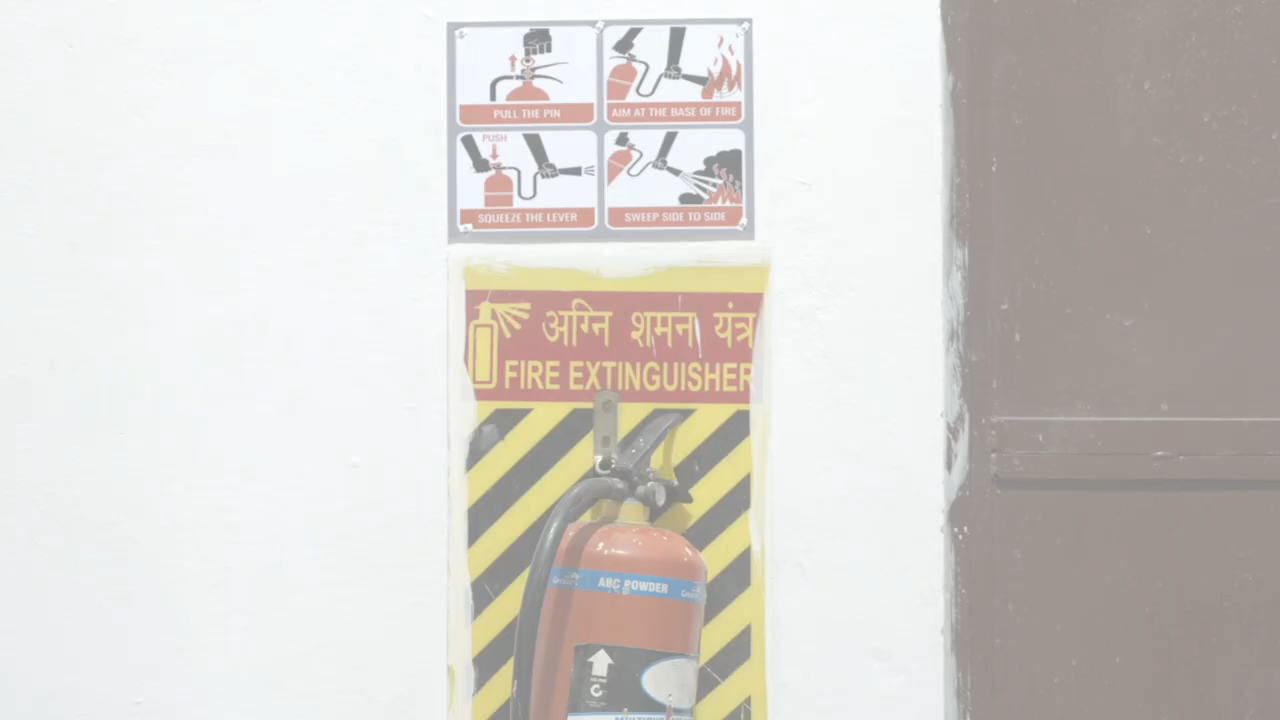 PULL THE PIN
AIM AT THE BASE OF FIRE
PUSH
SQUEEZE THE LEVER
SWEEP SIDE TO SIDE
अग्नि शमन यंत्र
FIRE EXTINGUISHER
ABC POWDER